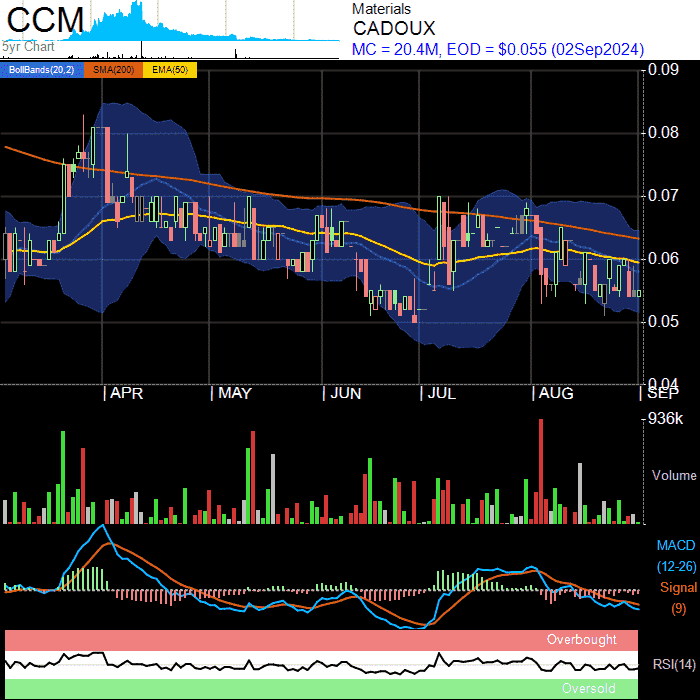 CCM
Materials
CADOUX
5yr Chart
MC = 20.4M, EOD = $0.055 (02Sep2024)
BollBands(20,2) SMA(200) EMA(50)
0.09
0.08
0.07
0.06
0.05
0.04
APR MAY JUN JUL AUG SEP
936k
Volume
MACD
(12-26)
Signal
(9)
Overbought
RSI(14)
Oversold